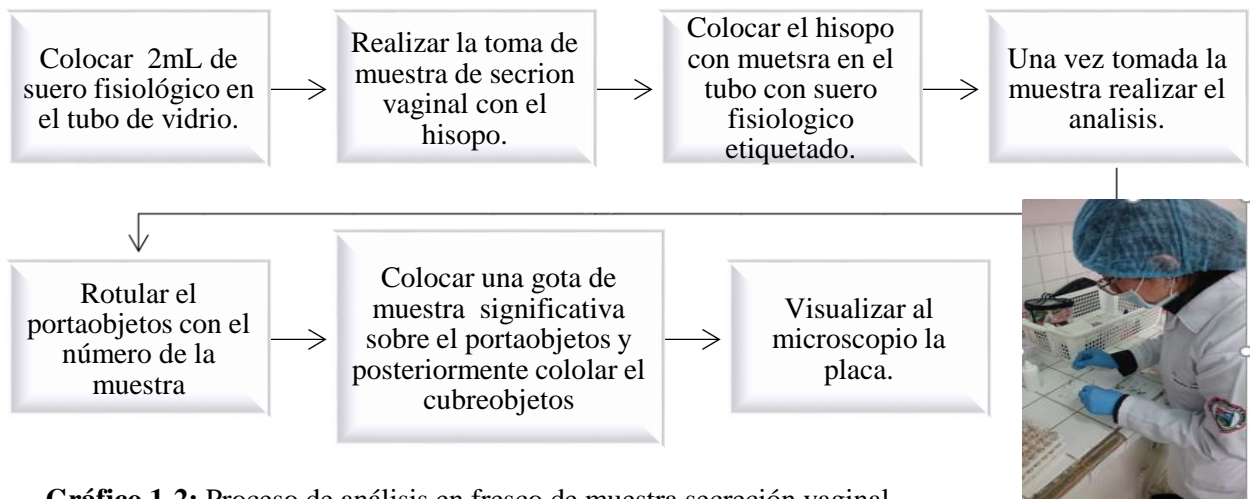 Colocar 2mL de
suero fisiológico en
el tubo de vidrio.
Realizar la toma de
muestra de secrion
vaginal con el
hisopo.
Colocar el hisopo
con muetsra en el
tubo con suero
fisiologico
etiquetado.
Una vez tomada la
muestra realizar el
analisis.
Rotular el
portaobjetos con el
número de la
muestra
Colocar una gota de
muestra significativa
sobre el portaobjetos y
posteriormente cololar el
cubreobjetos
Visualizar al
microscopio la
placa.
Gráfico 1-2: Proceso de análisis en fresco de muestra secreción vaginal